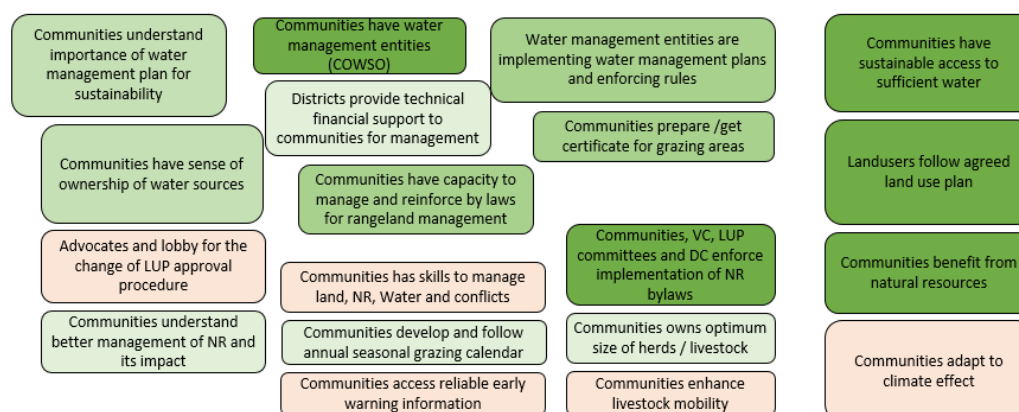 Communities understand
importance of water
management plan for
sustainability
Communities have water
management entities
(COWSO)
Water management entities are
implementing water management plans
and enforcing rules
Communities have
sustainable access to
sufficient water
Districts provide technical
financial support to
communities for management
Communities prepare /get
certificate for grazing areas
Communities have sense of
ownership of water sources
Communities have capacity to
manage and reinforce by laws
for rangeland management
Landusers follow agreed
land use plan
Advocates and lobby for the
change of LUP approval
procedure
Communities has skills to manage
land, NR, Water and conflicts
Communities, VC, LUP
committees and DC enforce
implementation of NR
bylaws
Communities benefit from
natural resources
Communities understand
better management of NR and
its impact
Communities develop and follow
annual seasonal grazing calendar
Communities owns optimum
size of herds / livestock
Communities adapt to
climate effect
Communities access reliable early
warning information
Communities enhance
livestock mobility